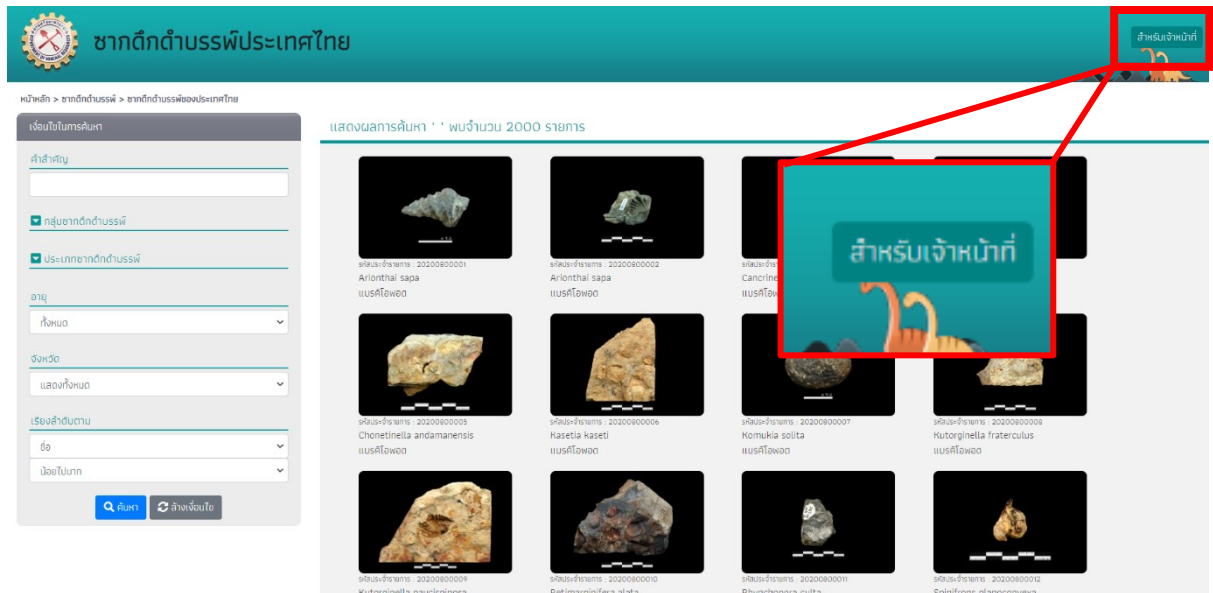 ซากดึกดำบรรพ์ประเทศไทย
สำหรับเจ้าหน้าที่
หน้าหลัก > ซากดึกดำบรรพ์ > ซากดึกดำบรรพ์ของประเทศไทย
เงื่อนไขในการค้นหา
คำสำคัญ
กลุ่มซากดึกดำบรรพ์
ประเภทซากดึกดำบรรพ์
อายุ
ทั้งหมด
จังหวัด
แสดงทั้งหมด
เรียงลำดับตาม
ชื่อ
น้อยไปมาก
ค้นหา ล้างเงื่อนไข
แสดงผลการค้นหา ' ' พบจำนวน 2000 รายการ
รหัสประจำรายการ : 20200800001
Arionthai sapa
แบรคิโอพอด
รหัสประจำรายการ : 20200800002
Arionthai sapa
แบรคิโอพอด
สำหรับเจ้าหน้าที่
รหัสประจำรายการ : 20200800005
Chonetinella andamanensis
แบรคิโอพอด
รหัสประจำรายการ : 20200800006
Kasetia kaseti
แบรคิโอพอด
รหัสประจำรายการ : 20200800007
Komukia solita
แบรคิโอพอด
รหัสประจำรายการ : 20200800008
Kutorginella fraterculus
แบรคิโอพอด
รหัสประจำรายการ : 20200800009
รหัสประจำรายการ : 20200800010
Retimarginifera alata
รหัสประจำรายการ : 20200800011
รหัสประจำรายการ : 20200800012